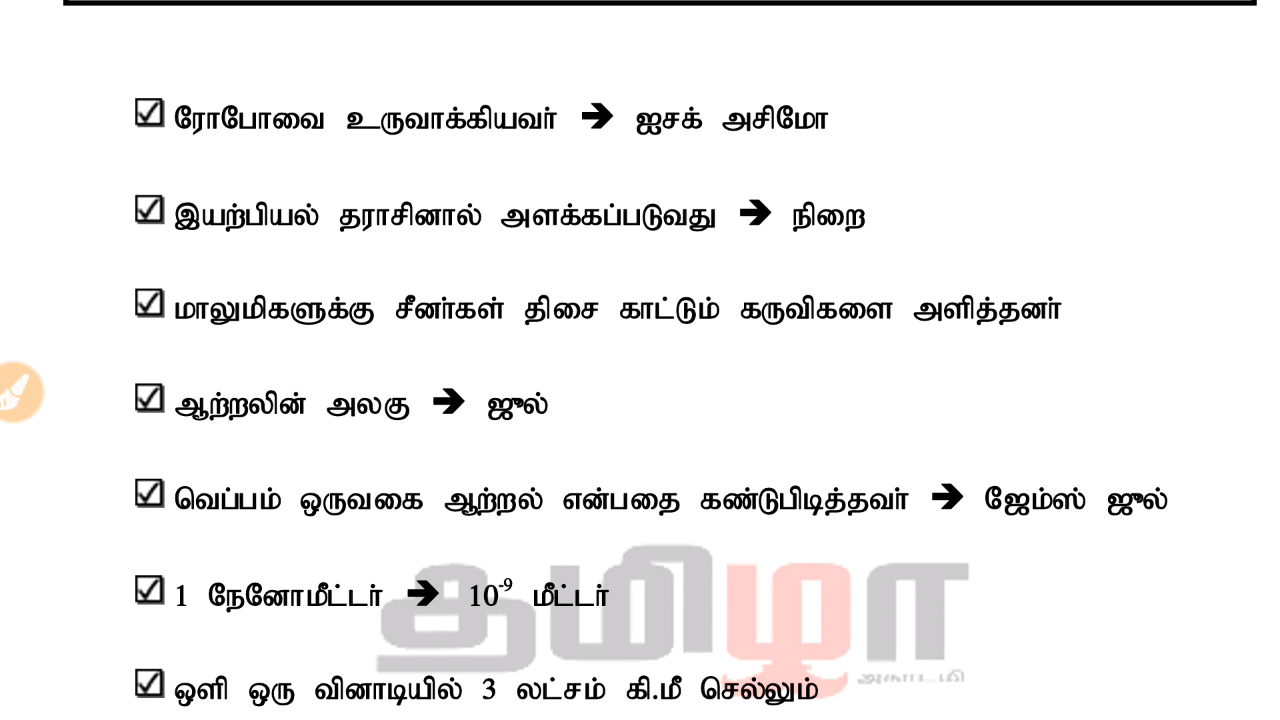 ☑ ரோபோவை உருவாக்கியவர் ➔ ஐசக் அசிமோ
☑ இயற்பியல் தராசினால் அளக்கப்படுவது ➔ நிறை
☑ மாலுமிகளுக்கு சீனர்கள் திசை காட்டும் கருவிகளை அளித்தனர்
☑ ஆற்றலின் அலகு ➔ ஜுல்
☑ வெப்பம் ஒருவகை ஆற்றல் என்பதை கண்டுபிடித்தவர் ➔ ஜேம்ஸ் ஜுல்
☑ 1 நேனோமீட்டர் ➔ 10⁻⁹ மீட்டர்
தமிழா
அகாடமி
☑ ஒளி ஒரு வினாடியில் 3 லட்சம் கி.மீ செல்லும்